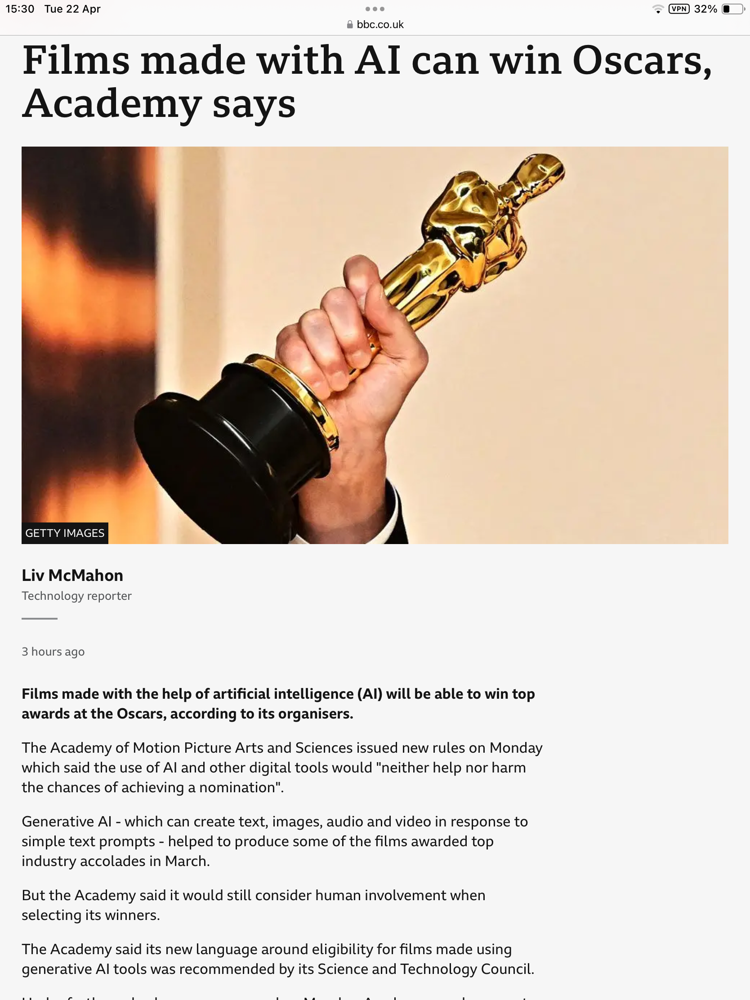 15:30 Tue 22 Apr
VPN 32%
bbc.co.uk
Films made with AI can win Oscars,
Academy says
GETTY IMAGES
Liv McMahon
Technology reporter
3 hours ago
Films made with the help of artificial intelligence (AI) will be able to win top
awards at the Oscars, according to its organisers.
The Academy of Motion Picture Arts and Sciences issued new rules on Monday
which said the use of AI and other digital tools would "neither help nor harm
the chances of achieving a nomination".
Generative AI - which can create text, images, audio and video in response to
simple text prompts - helped to produce some of the films awarded top
industry accolades in March.
But the Academy said it would still consider human involvement when
selecting its winners.
The Academy said its new language around eligibility for films made using
generative AI tools was recommended by its Science and Technology Council.